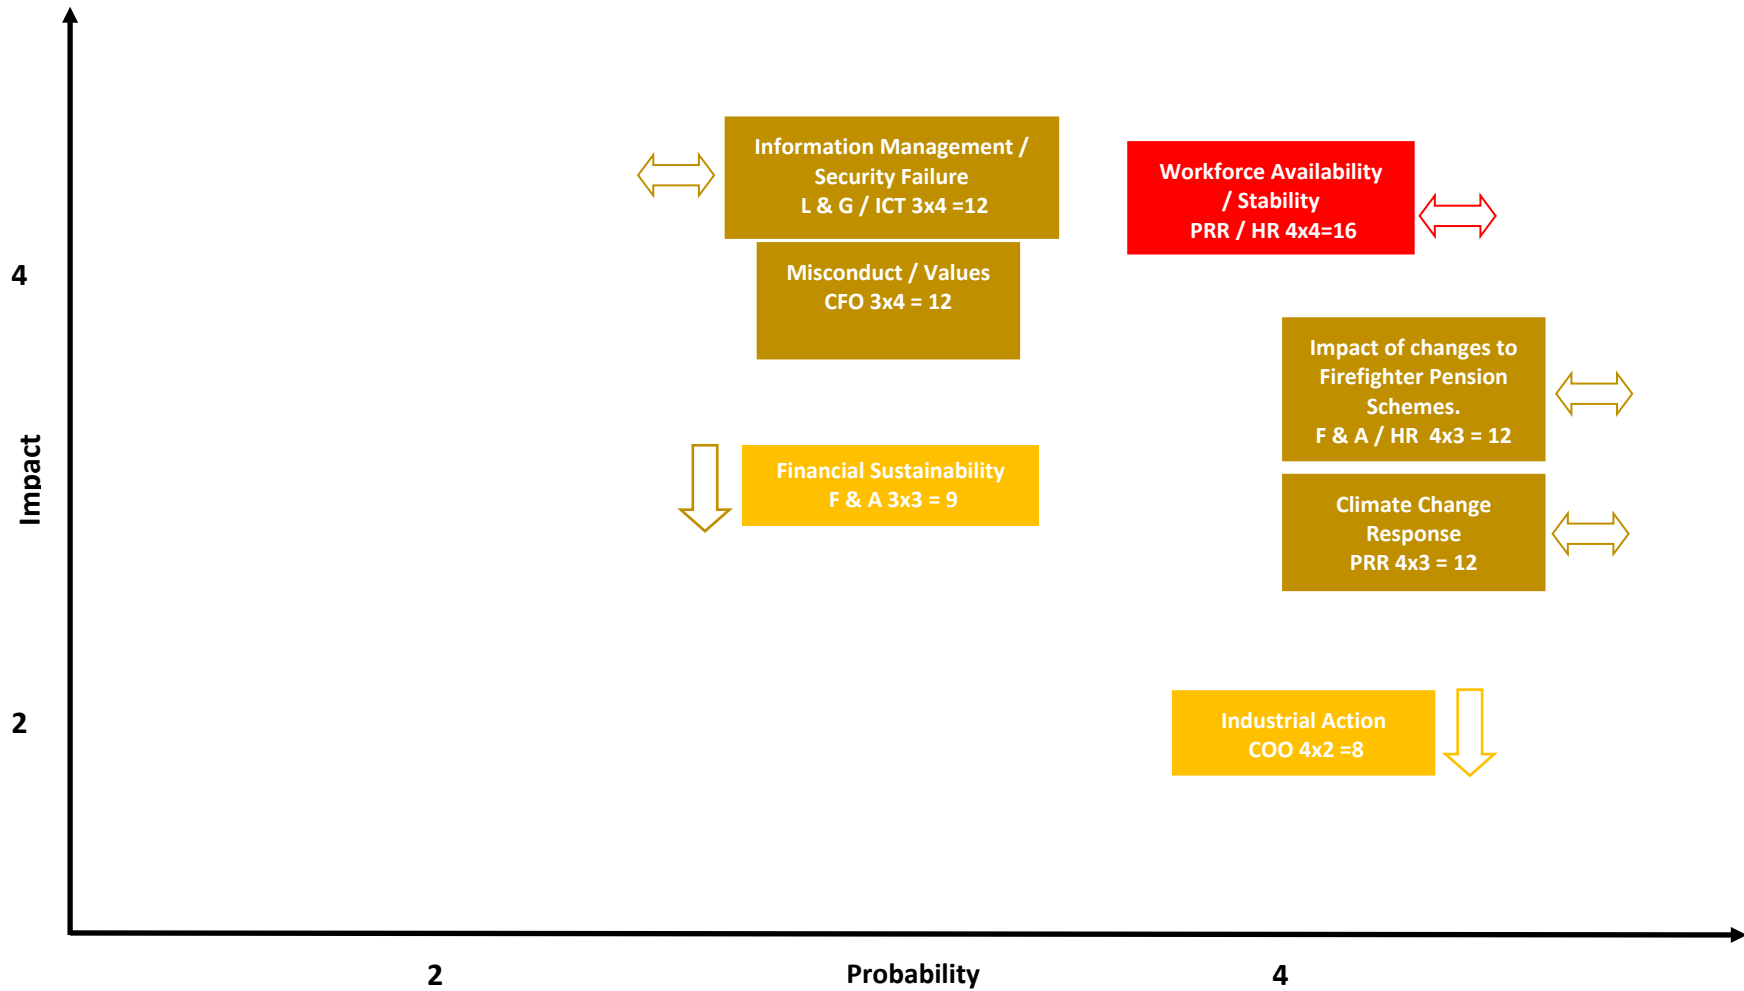 Information Management /
Security Failure
L & G / ICT 3x4 =12
Workforce Availability
/ Stability
PRR / HR 4x4=16
4
Misconduct / Values
CFO 3x4 = 12
Impact of changes to
Firefighter Pension
Schemes.
F & A / HR  4x3 = 12
Impact
Financial Sustainability
F & A 3x3 = 9
Climate Change
Response
PRR 4x3 = 12
2
Industrial Action
COO 4x2 =8
2
Probability
4